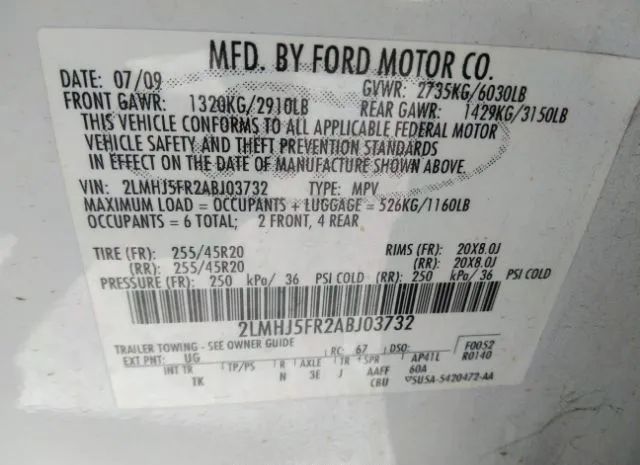 MFD. BY FORD MOTOR CO.
DATE: 07/09 GVWR: 2735KG/6030LB
FRONT GAWR: 1320KG/2910LB REAR GAWR: 1429KG/3150LB
THIS VEHICLE CONFORMS TO ALL APPLICABLE FEDERAL MOTOR
VEHICLE SAFETY AND THEFT PREVENTION STANDARDS
IN EFFECT ON THE DATE OF MANUFACTURE SHOWN ABOVE.
VIN: 2LMHJ5FR2ABJ03732 TYPE: MPV
MAXIMUM LOAD = OCCUPANTS + LUGGAGE = 526KG/1160LB
OCCUPANTS = 6 TOTAL; 2 FRONT, 4 REAR
TIRE (FR): 255/45R20 RIMS (FR): 20X8.0J
(RR): 255/45R20 (RR): 20X8.0J
PRESSURE (FR): 250 kPa/ 36 PSI COLD (RR): 250 kPa/ 36 PSI COLD
2LMHJ5FR2ABJ03732
TRAILER TOWING - SEE OWNER GUIDE RC: 67 DSO: F0052
EXT PNT: UG R0140
INT TR TP/PS R AXLE TR SPR AP41L
TK N 3E J AAFF 60A
CBU 5U5A-5420472-AA